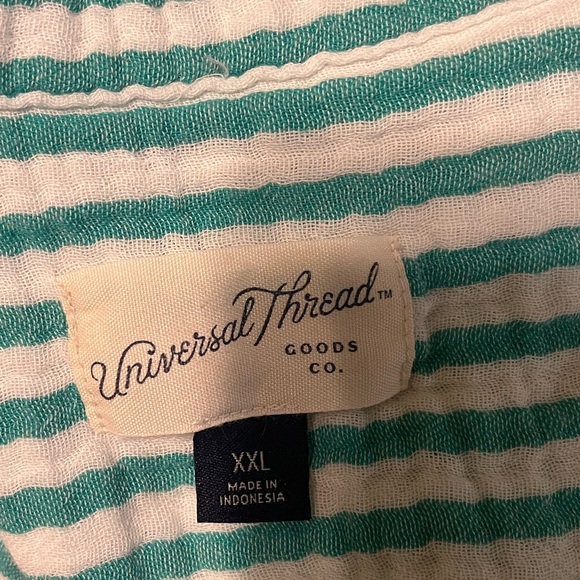 Universal Thread™
GOODS
CO.
XXL
MADE IN
INDONESIA